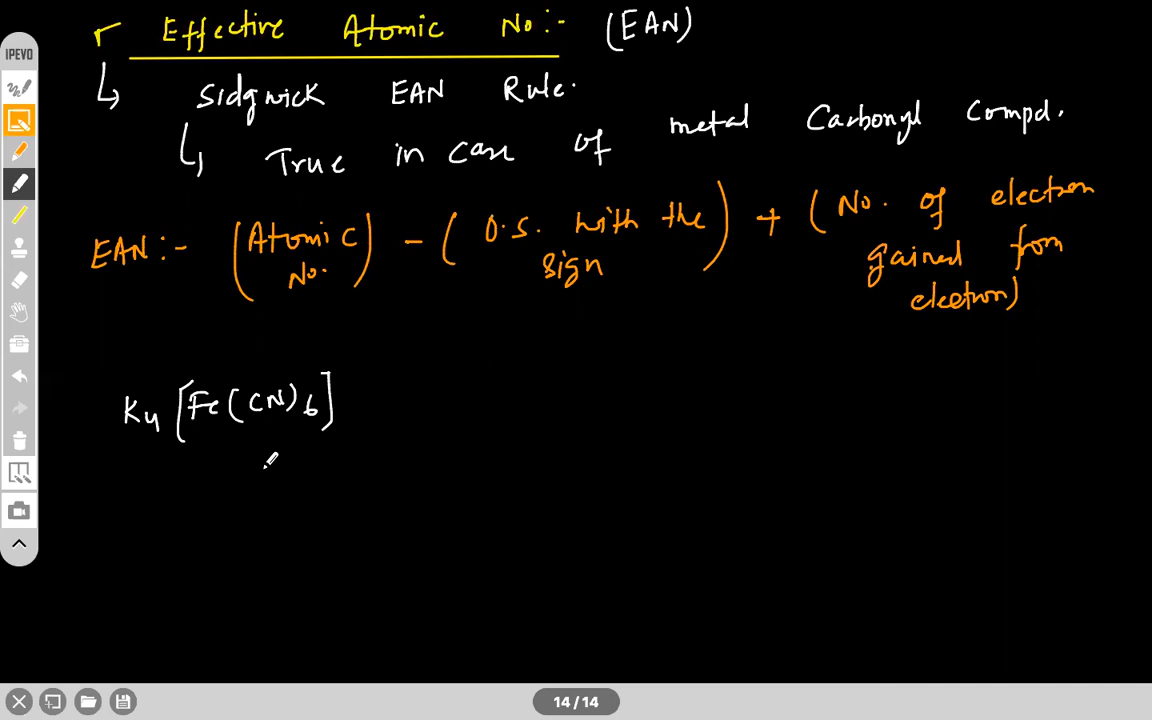 Effective Atomic No:- (EAN)
Sidgwick EAN Rule.
True in case of metal Carbonyl Compd.
EAN:- (Atomic No.) - (O.S. with the sign) + (No. of electron gained from electron)
K4[Fe(CN)6]
IPEVO
14 / 14